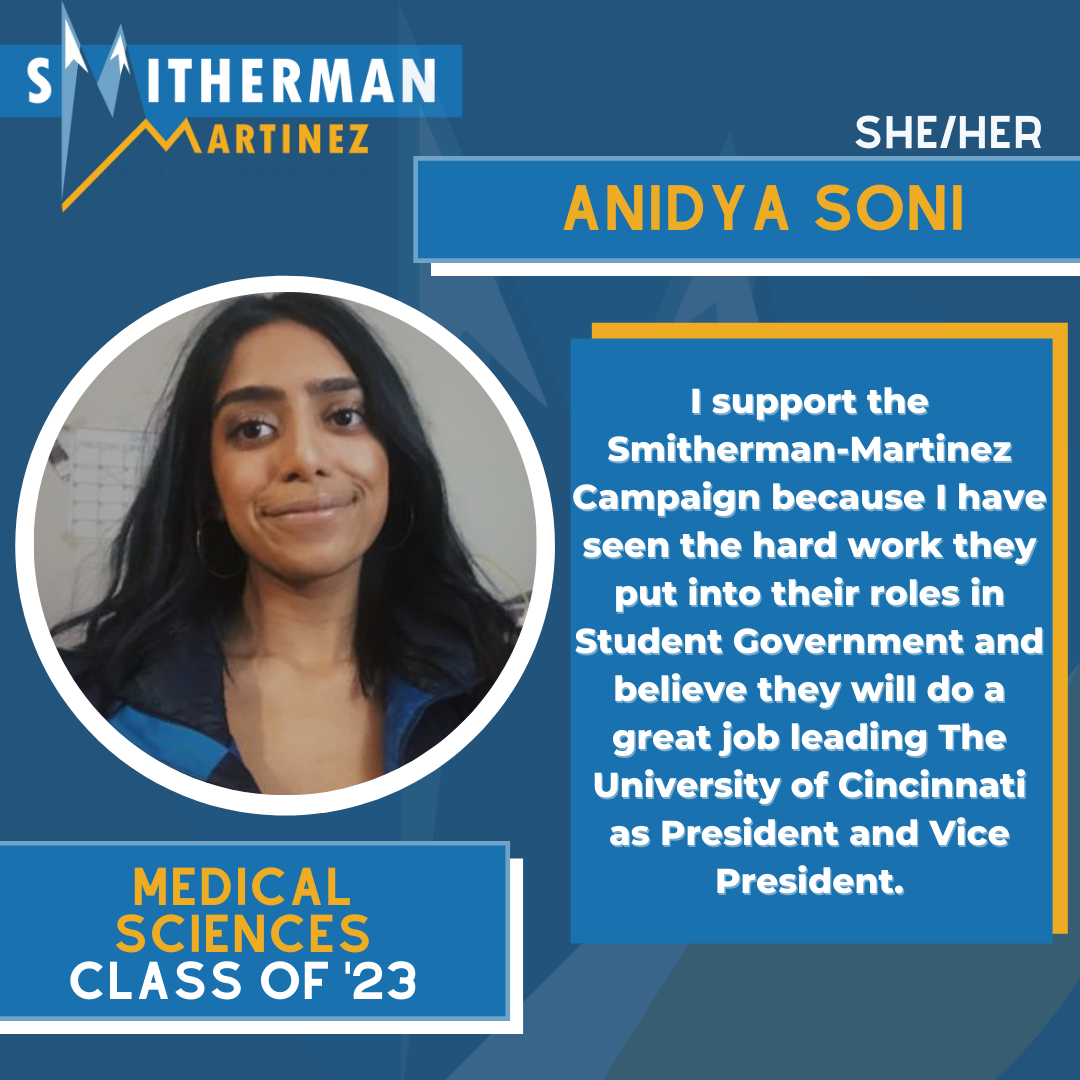 SMITHERMAN
MARTINEZ
SHE/HER
ANIDYA SONI
I support the
Smitherman-Martinez
Campaign because I have
seen the hard work they
put into their roles in
Student Government and
believe they will do a
great job leading The
University of Cincinnati
as President and Vice
President.
MEDICAL
SCIENCES
CLASS OF '23